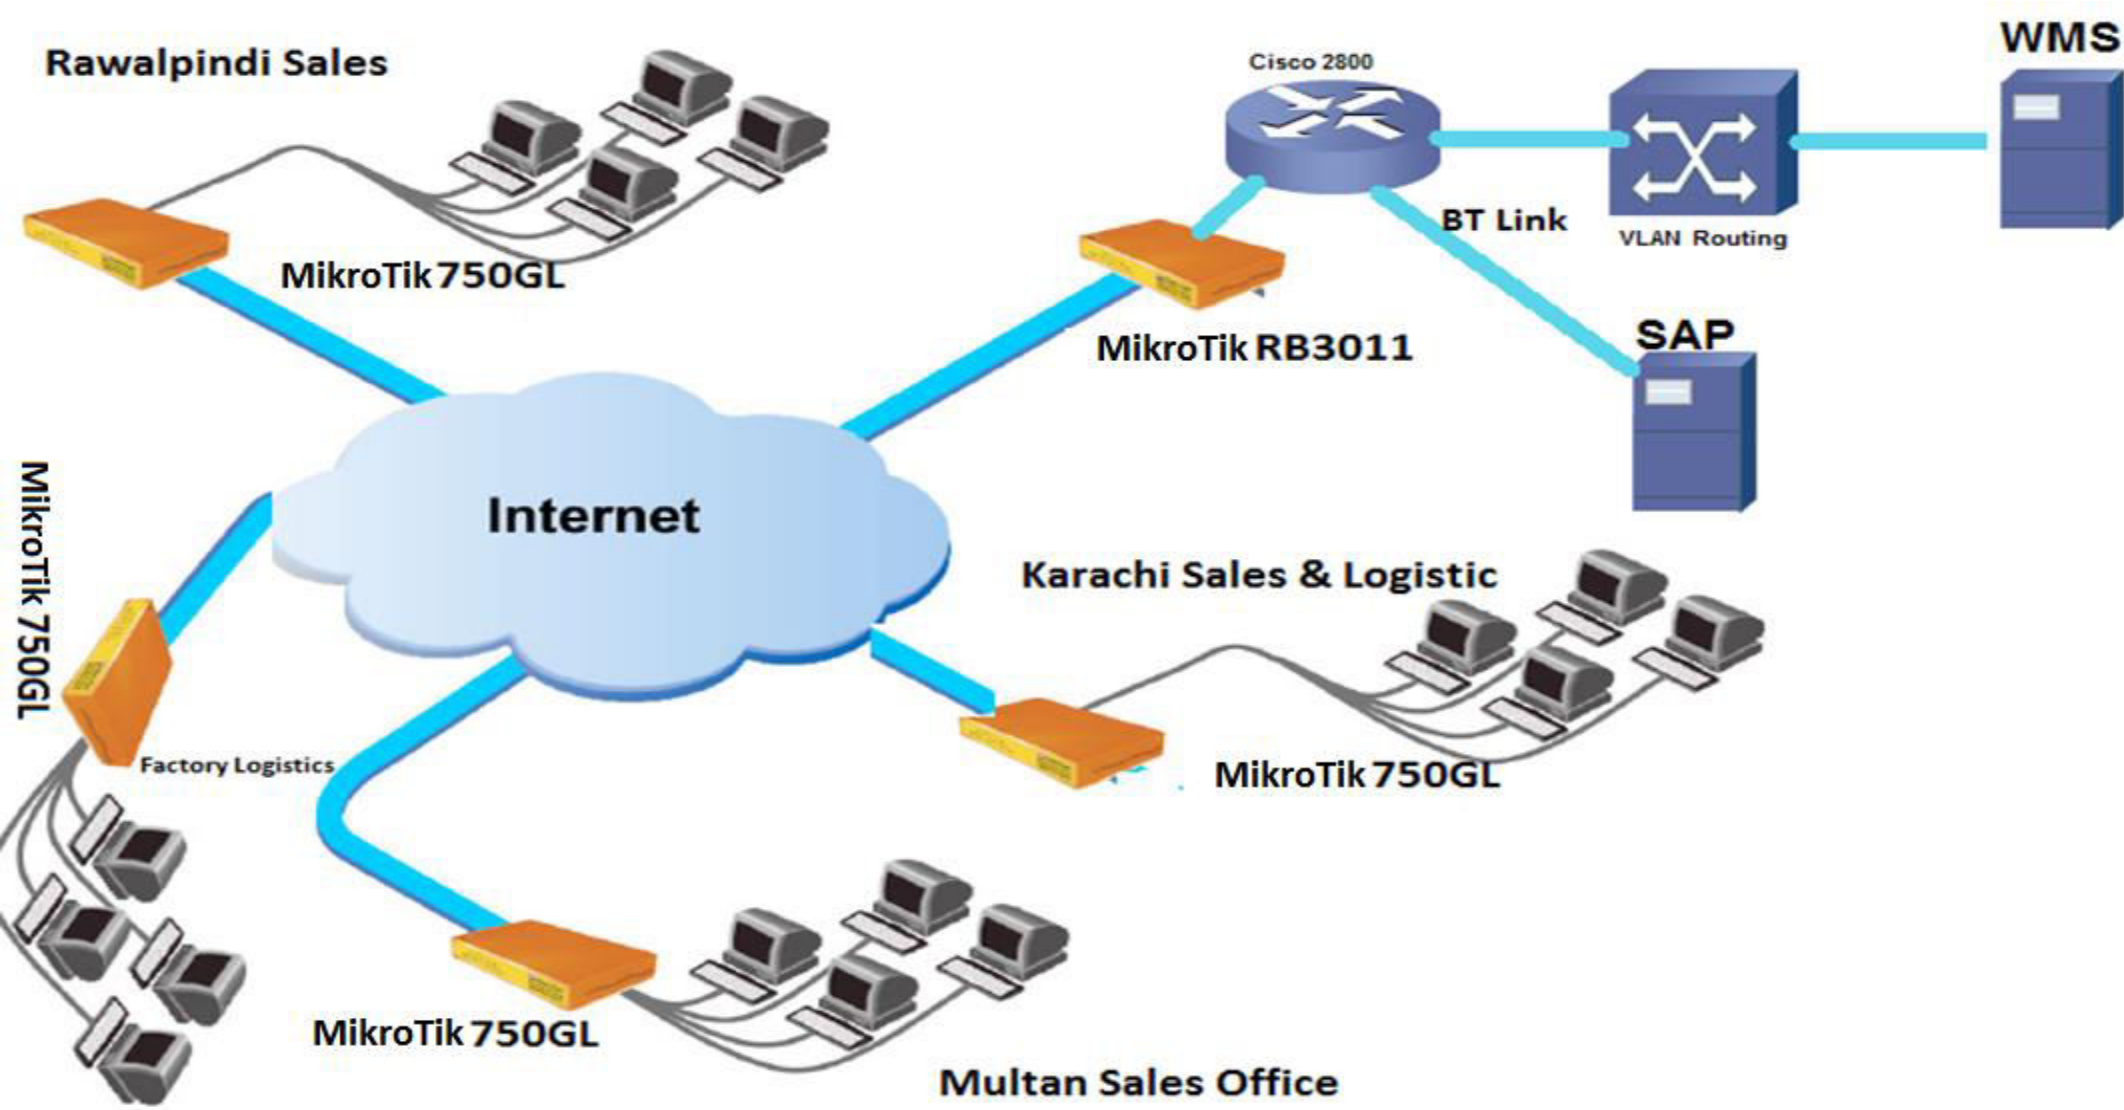 WMS
Rawalpindi Sales
Cisco 2800
BT Link
VLAN Routing
MikroTik 750GL
MikroTik RB3011
SAP
Internet
MikroTik 750GL
Karachi Sales & Logistic
Factory Logistics
MikroTik 750GL
MikroTik 750GL
Multan Sales Office